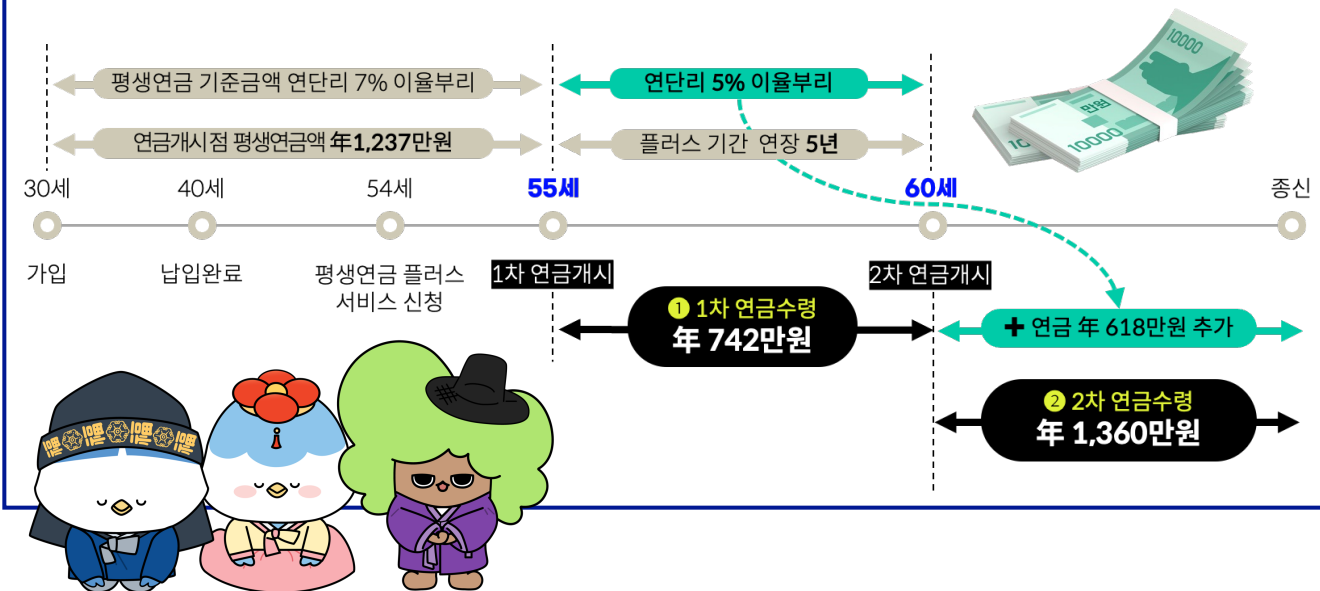 평생연금 기준금액 연단리 7% 이율부리
연단리 5% 이율부리
연금개시점 평생연금액 年1,237만원
플러스 기간 연장 5년
10000
만원
10000
30세
40세
54세
55세
60세
종신
가입
납입완료
평생연금 플러스
서비스 신청
1차 연금개시
2차 연금개시
❶ 1차 연금수령
年 742만원
+ 연금 年 618만원 추가
❷ 2차 연금수령
年 1,360만원